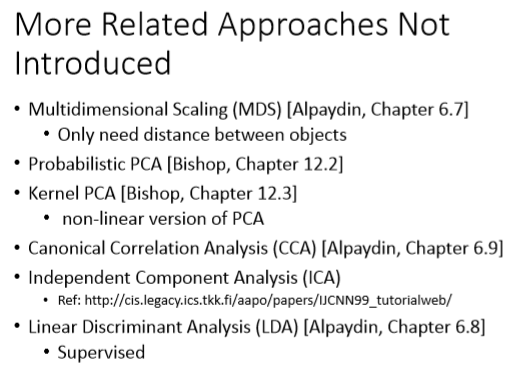 More Related Approaches Not
Introduced
• Multidimensional Scaling (MDS) [Alpaydin, Chapter 6.7]
• Only need distance between objects
• Probabilistic PCA [Bishop, Chapter 12.2]
• Kernel PCA [Bishop, Chapter 12.3]
• non-linear version of PCA
• Canonical Correlation Analysis (CCA) [Alpaydin, Chapter 6.9]
• Independent Component Analysis (ICA)
• Ref: http://cis.legacy.ics.tkk.fi/aapo/papers/IJCNN99_tutorialweb/
• Linear Discriminant Analysis (LDA) [Alpaydin, Chapter 6.8]
• Supervised